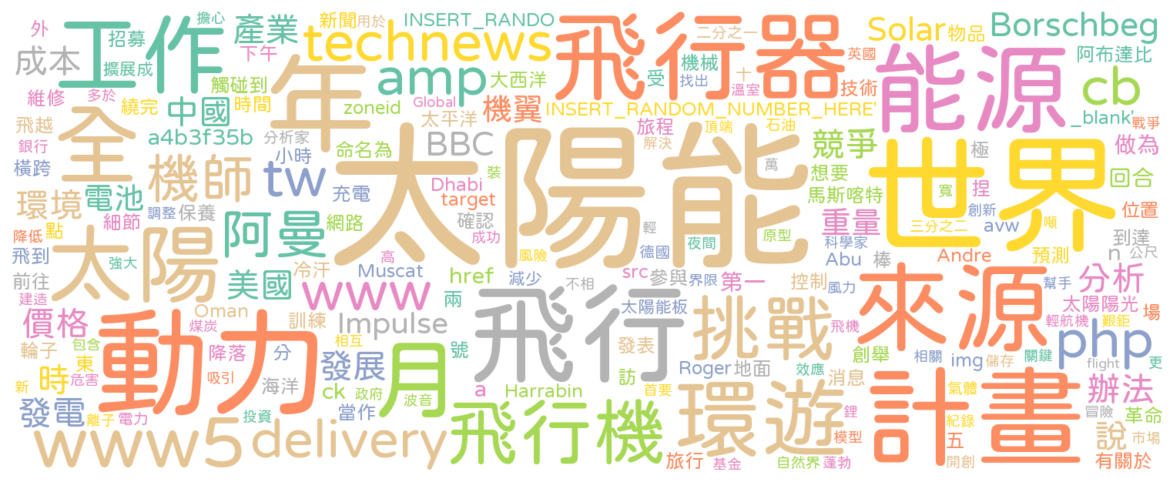 外 招募 擔心 產業 新聞 用於 INSERT_RANDO 二分之一 Solar 物品 Borschbeg
成本 工作 擴展成 下午 technews 飛行器 英國 阿布達比
維修 多於 觸碰到 年 amp 大西洋 機械 受 找出 十 溫室 技術 能源 cb
繞完 中國 時間 zoneid Global 太平洋 機翼 INSERT_RANDOM_NUMBER_HERE' _blank' 戰爭
飛越 全 a4b3f35b 分析家 命名為 BBC 旅程 解決 頂端 石油 競爭 世界 做為
銀行 橫跨 機師 小時 tw 充電 Dhabi target 裝 太陽能 萬 想要 極 寬 捏 回合
環境 電池 細節 調整 保養 點 阿曼 網路 確認 輕 馬斯喀特 創新 三分之二 噸 位置
降低 飛到 強大 太陽 冷汗 高 成功 風險 德國 夜間 原型 重量 科學家 預測 avw 到達
前往 建造 美國 Muscat www href 減少 不相 src 參與 界限 第一 控制 Abu 風力 棒 Andre n 公尺 幫手 分析
價格 煤炭 Oman 訓練 兩 Impulse 飛行 太陽能板 挑戰 飛機 來源 輕航機 艱鉅 太陽陽光 場
輪子 包含 動力 降落 相互 分 發展 月 號 發表 創舉 相關 img 儲存 關鍵 php flight 更
新 東 時 危害 吸引 海洋 ck 政府 波音 a Harrabin 訪 Roger 地面 首要 效應 消息 氣體 辦法
發電 離子 電力 投資 當作 飛行機 環遊 鋰 模型 計畫 紀錄 五 冒險 說 革命 市場
www5 delivery 旅行 基金 自然界 蓬勃 開創 有關於